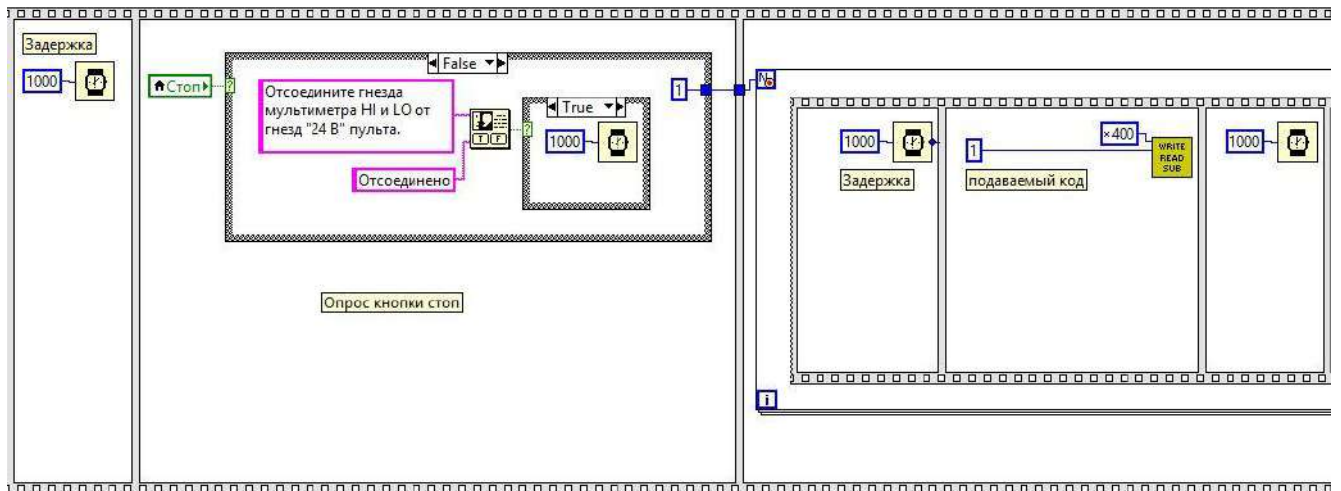 Задержка
1000
Стоп
?
False
Отсоедините гнезда
мультиметра HI и LO от
гнезд "24 В" пульта.
Отсоединено
T F
?
True
1000
1
Опрос кнопки стоп
N
1000
Задержка
1
подаваемый код
×400
WRITE
READ
SUB
1000
i